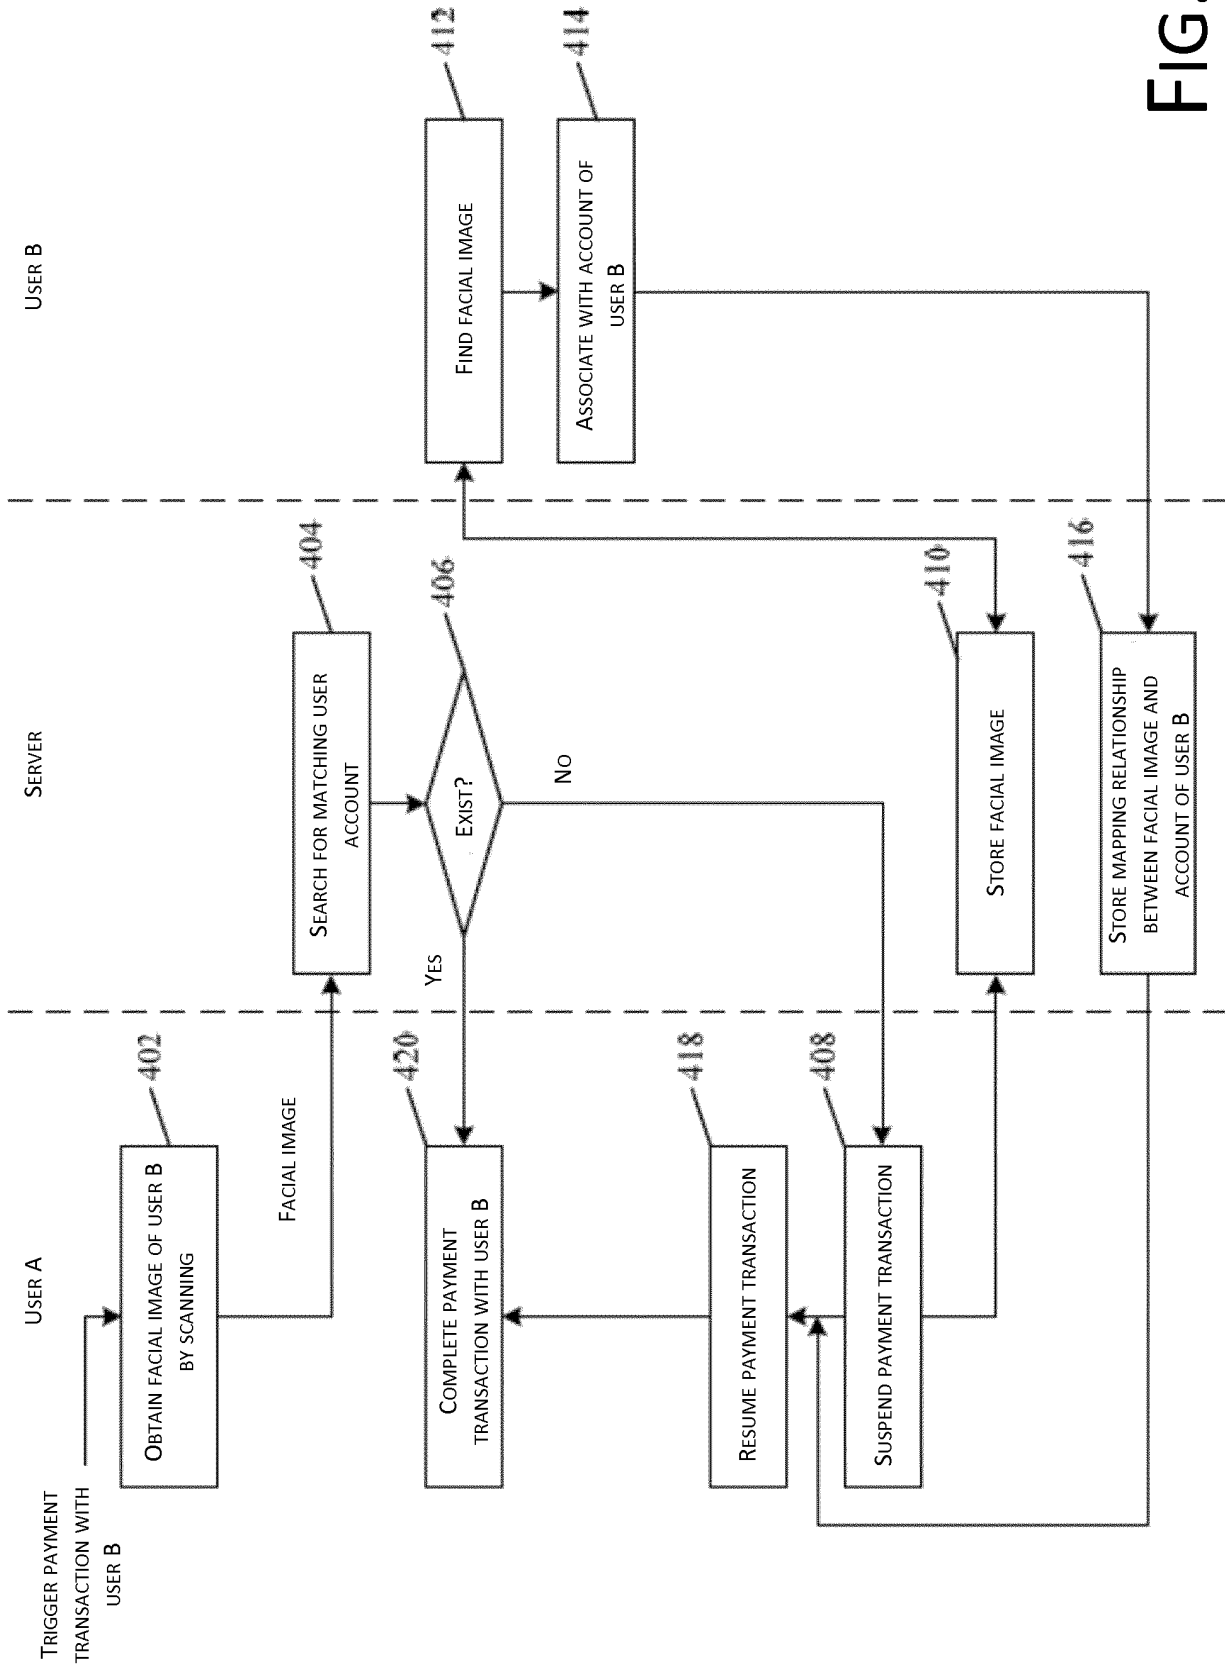 USER A
SERVER
USER B
TRIGGER PAYMENT
TRANSACTION WITH
USER B
OBTAIN FACIAL IMAGE OF USER B
BY SCANNING
402
FACIAL IMAGE
SEARCH FOR MATCHING USER
ACCOUNT
404
EXIST?
406
YES
NO
COMPLETE PAYMENT
TRANSACTION WITH USER B
420
FIND FACIAL IMAGE
412
ASSOCIATE WITH ACCOUNT OF
USER B
414
RESUME PAYMENT TRANSACTION
418
SUSPEND PAYMENT TRANSACTION
408
STORE FACIAL IMAGE
410
STORE MAPPING RELATIONSHIP
BETWEEN FACIAL IMAGE AND
ACCOUNT OF USER B
416
FIG.